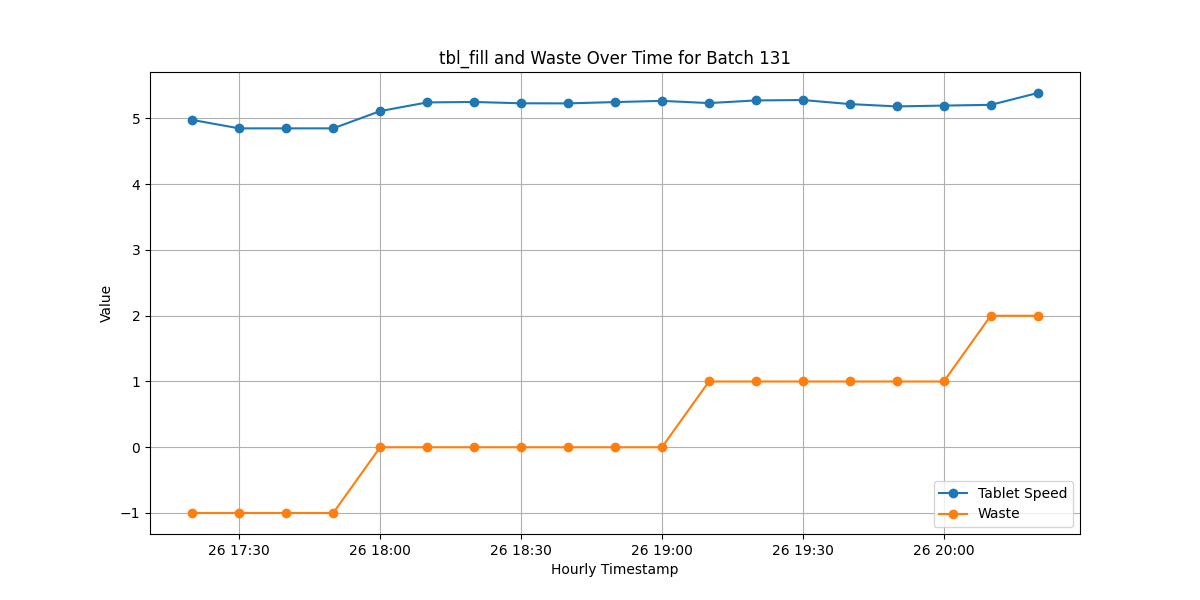 tbl_fill and Waste Over Time for Batch 131
Value
5
4
3
2
1
0
−1
Tablet Speed
Waste
26 17:30 26 18:00 26 18:30 26 19:00 26 19:30 26 20:00
Hourly Timestamp